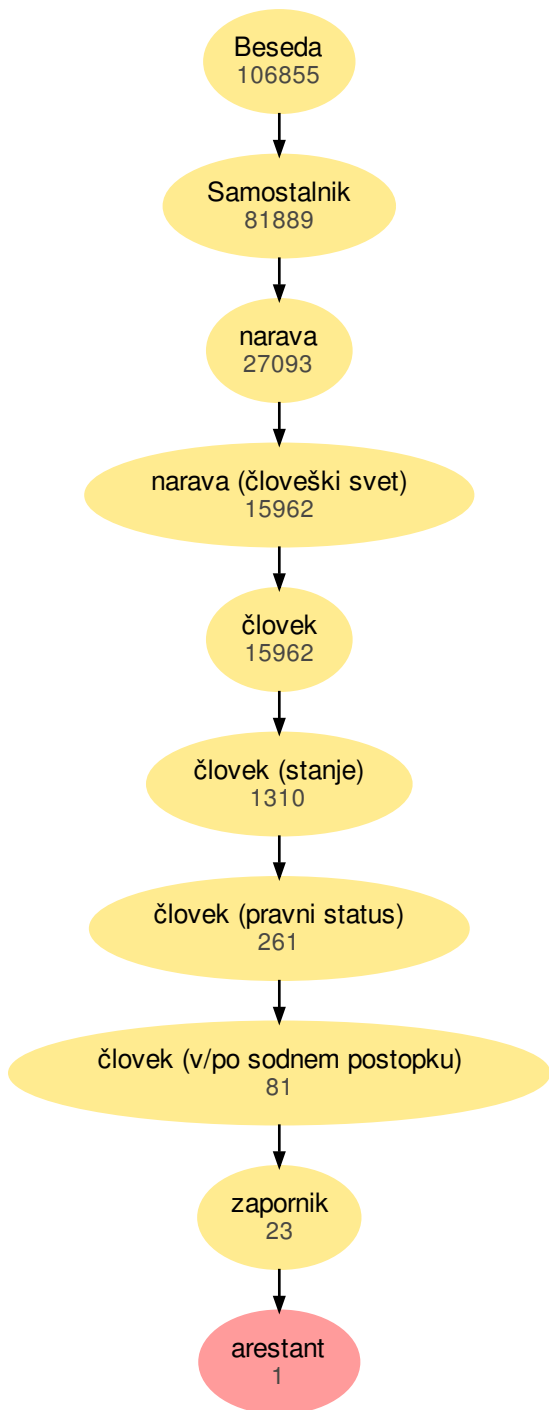 Beseda
106855
Samostalnik
81889
narava
27093
narava (človeški svet)
15962
človek
15962
človek (stanje)
1310
človek (pravni status)
261
človek (v/po sodnem postopku)
81
zapornik
23
arestant
1